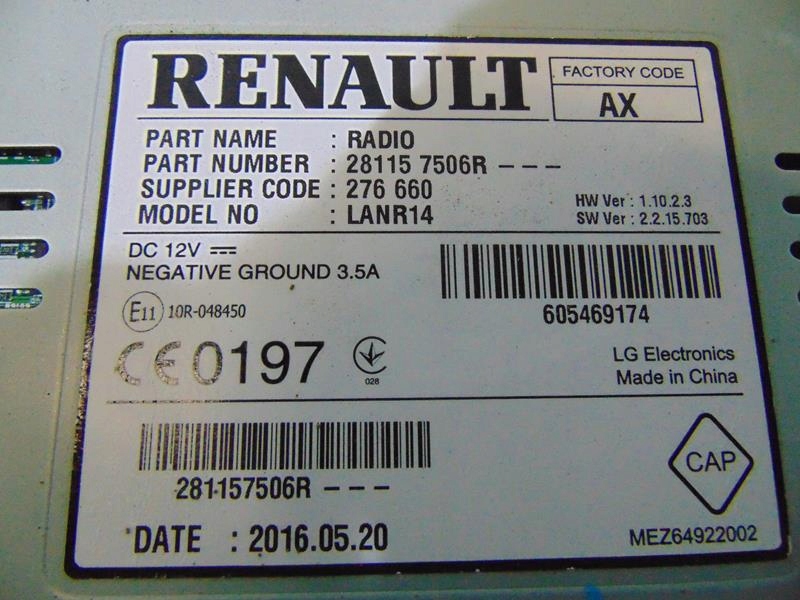 RENAULT
FACTORY CODE
AX
PART NAME : RADIO
PART NUMBER : 28115 7506R - - -
SUPPLIER CODE : 276 660
MODEL NO : LANR14
HW Ver : 1.10.2.3
SW Ver : 2.2.15.703
DC 12V ⎓
NEGATIVE GROUND 3.5A
E11 10R-048450
605469174
CE0197
028
LG Electronics
Made in China
281157506R - - -
CAP
DATE : 2016.05.20
MEZ64922002